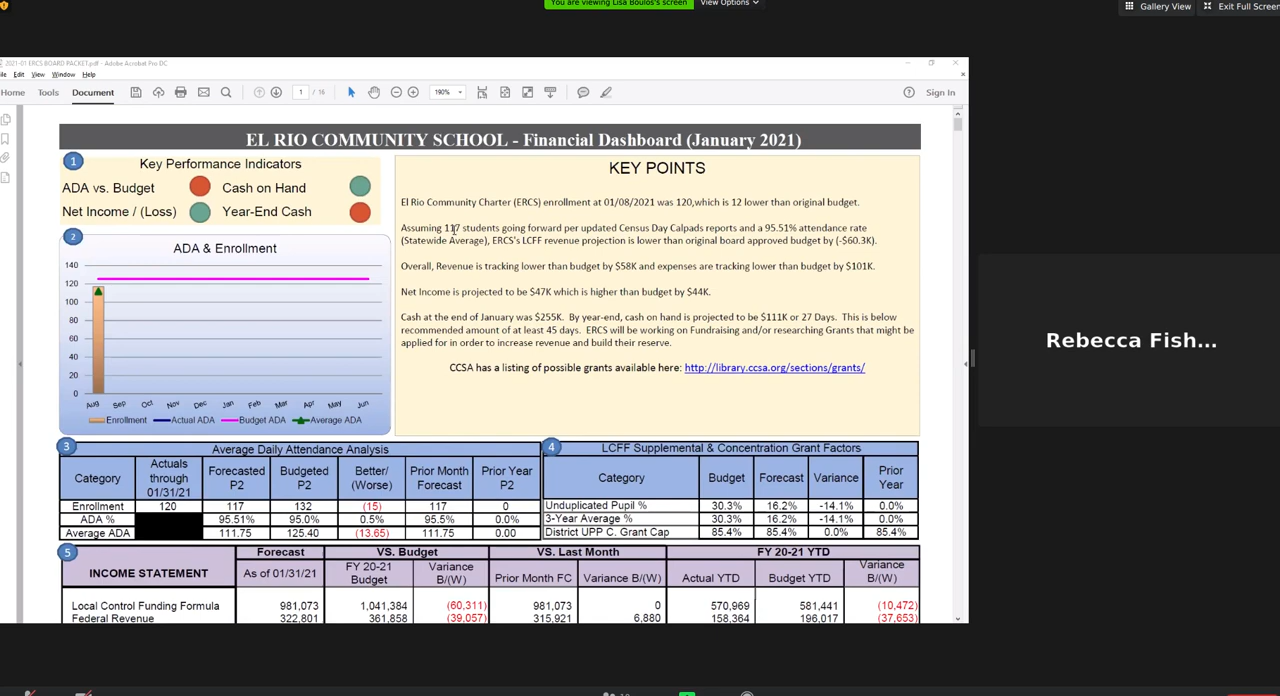 You are viewing Lisa Boulos's screen
View Options
Gallery View
Exit Full Screen
2021-01 ERCS BOARD PACKET.pdf - Adobe Acrobat Pro DC
Edit View Window Help
Home Tools Document
1 / 16
190%
Sign In
EL RIO COMMUNITY SCHOOL - Financial Dashboard (January 2021)
1
Key Performance Indicators
ADA vs. Budget Cash on Hand
Net Income / (Loss) Year-End Cash
KEY POINTS
El Rio Community Charter (ERCS) enrollment at 01/08/2021 was 120,which is 12 lower than original budget.
Assuming 117 students going forward per updated Census Day Calpads reports and a 95.51% attendance rate
(Statewide Average), ERCS's LCFF revenue projection is lower than original board approved budget by (-$60.3K).
Overall, Revenue is tracking lower than budget by $58K and expenses are tracking lower than budget by $101K.
Net Income is projected to be $47K which is higher than budget by $44K.
Cash at the end of January was $255K. By year-end, cash on hand is projected to be $111K or 27 Days. This is below
recommended amount of at least 45 days. ERCS will be working on Fundraising and/or researching Grants that might be
applied for in order to increase revenue and build their reserve.
CCSA has a listing of possible grants available here: http://library.ccsa.org/sections/grants/
2
ADA & Enrollment
140
120
100
80
60
40
20
0
Aug Sep Oct Nov Dec Jan Feb Mar Apr May Jun
Enrollment Actual ADA Budget ADA Average ADA
3
Average Daily Attendance Analysis
Category Actuals through 01/31/21 Forecasted P2 Budgeted P2 Better/ (Worse) Prior Month Forecast Prior Year P2
Enrollment 120 117 132 (15) 117 0
ADA % 95.51% 95.0% 0.5% 95.5% 0.0%
Average ADA 111.75 125.40 (13.65) 111.75 0.00
4
LCFF Supplemental & Concentration Grant Factors
Category Budget Forecast Variance Prior Year
Unduplicated Pupil % 30.3% 16.2% -14.1% 0.0%
3-Year Average % 30.3% 16.2% -14.1% 0.0%
District UPP C. Grant Cap 85.4% 85.4% 0.0% 85.4%
5
INCOME STATEMENT
Forecast VS. Budget VS. Last Month FY 20-21 YTD
As of 01/31/21 FY 20-21 Budget Variance B/(W) Prior Month FC Variance B/(W) Actual YTD Budget YTD Variance B/(W)
Local Control Funding Formula 981,073 1,041,384 (60,311) 981,073 0 570,969 581,441 (10,472)
Federal Revenue 322,801 361,858 (39,057) 315,921 6,880 158,364 196,017 (37,653)
Rebecca Fish...